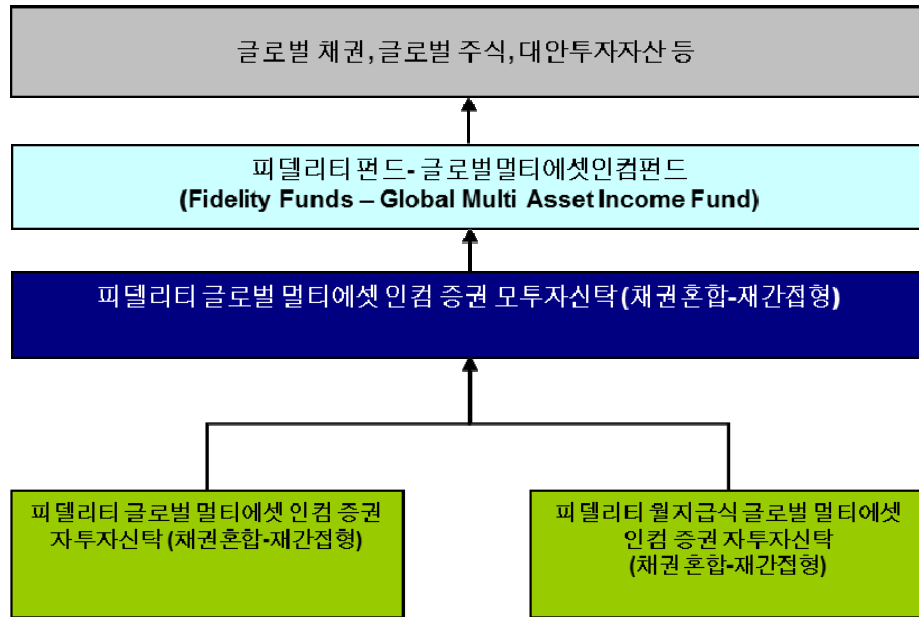 글로벌 채권, 글로벌 주식, 대안투자자산 등
피델리티 펀드- 글로벌멀티에셋인컴펀드
(Fidelity Funds – Global Multi Asset Income Fund)
피델리티 글로벌 멀티에셋 인컴 증권 모투자신탁 (채권혼합-재간접형)
피델리티 글로벌 멀티에셋 인컴 증권
자투자신탁 (채권혼합-재간접형)
피델리티 월지급식 글로벌 멀티에셋
인컴 증권 자투자신탁
(채권혼합-재간접형)